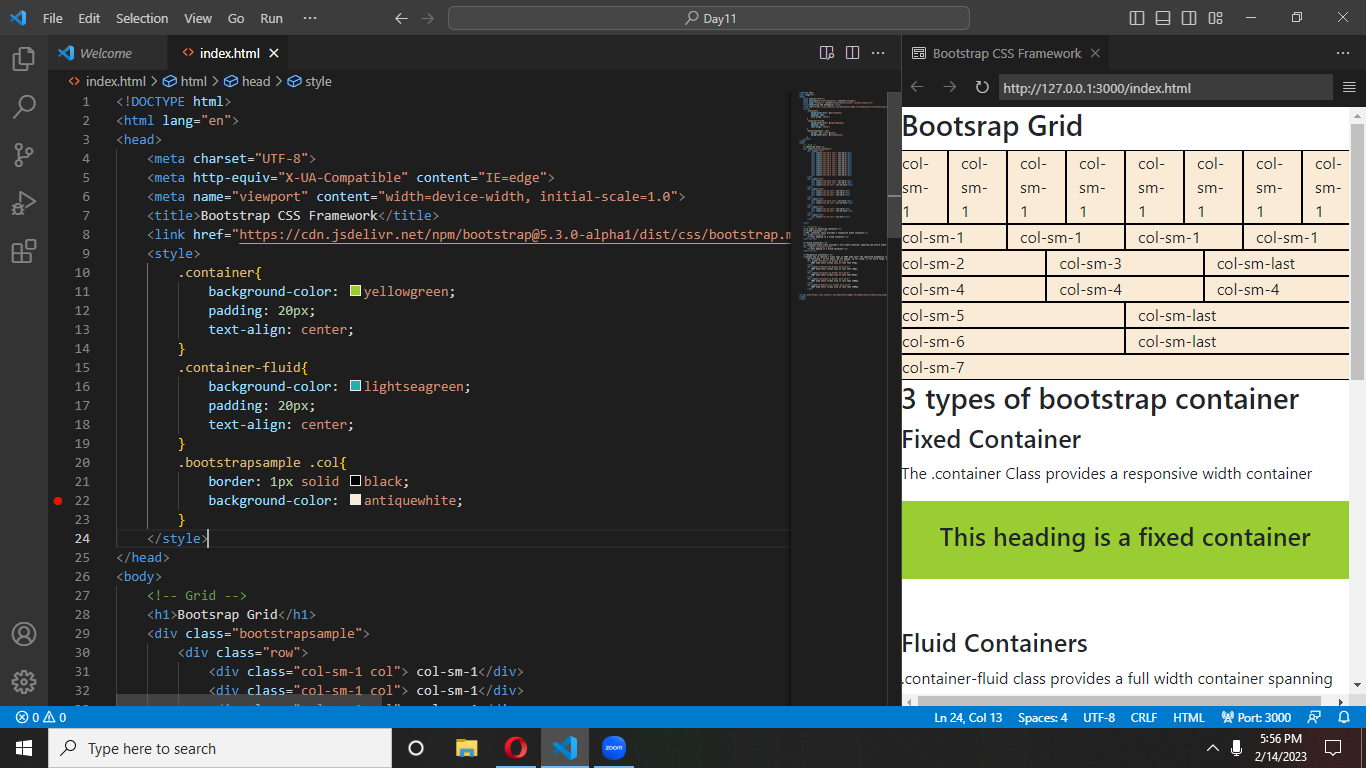 File Edit Selection View Go Run ··· Day11
Welcome index.html
index.html > html > head > style
1 <!DOCTYPE html>
2 <html lang="en">
3 <head>
4 <meta charset="UTF-8">
5 <meta http-equiv="X-UA-Compatible" content="IE=edge">
6 <meta name="viewport" content="width=device-width, initial-scale=1.0">
7 <title>Bootstrap CSS Framework</title>
8 <link href="https://cdn.jsdelivr.net/npm/bootstrap@5.3.0-alpha1/dist/css/bootstrap.m
9 <style>
10 .container{
11 background-color: yellowgreen;
12 padding: 20px;
13 text-align: center;
14 }
15 .container-fluid{
16 background-color: lightseagreen;
17 padding: 20px;
18 text-align: center;
19 }
20 .bootstrapsample .col{
21 border: 1px solid black;
22 background-color: antiquewhite;
23 }
24 </style>
25 </head>
26 <body>
27 <!-- Grid -->
28 <h1>Bootsrap Grid</h1>
29 <div class="bootstrapsample">
30 <div class="row">
31 <div class="col-sm-1 col"> col-sm-1</div>
32 <div class="col-sm-1 col"> col-sm-1</div>
Bootstrap CSS Framework
http://127.0.0.1:3000/index.html
Bootsrap Grid
col- col- col- col- col- col- col- col-
sm- sm- sm- sm- sm- sm- sm- sm-
1 1 1 1 1 1 1 1
col-sm-1 col-sm-1 col-sm-1 col-sm-1
col-sm-2 col-sm-3 col-sm-last
col-sm-4 col-sm-4 col-sm-4
col-sm-5 col-sm-last
col-sm-6 col-sm-last
col-sm-7
3 types of bootstrap container
Fixed Container
The .container Class provides a responsive width container
This heading is a fixed container
Fluid Containers
.container-fluid class provides a full width container spanning
0 0 Ln 24, Col 13 Spaces: 4 UTF-8 CRLF HTML Port: 3000
Type here to search zoom 5:56 PM
2/14/2023